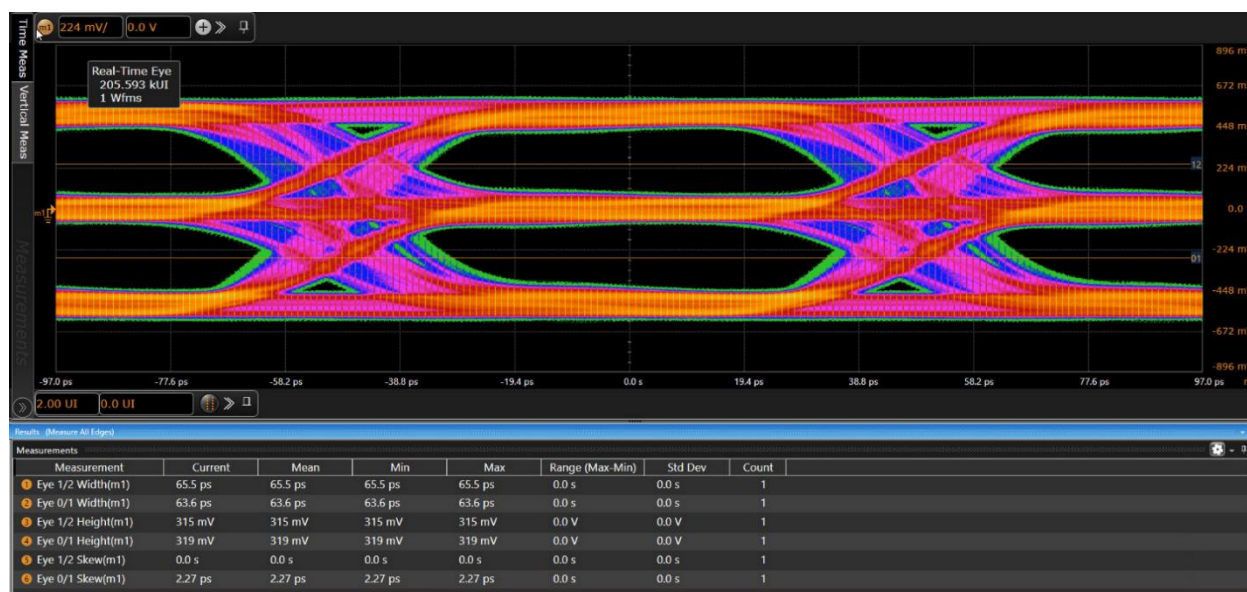 Time Meas
Vertical Meas
Measurements
m1 224 mV/ 0.0 V
Real-Time Eye
205.593 kUI
1 Wfms
896 m
672 m
448 m
224 m
0.0
-224 m
-448 m
-672 m
-896 m
12
01
m1
-97.0 ps -77.6 ps -58.2 ps -38.8 ps -19.4 ps 0.0 s 19.4 ps 38.8 ps 58.2 ps 77.6 ps 97.0 ps
2.00 UI 0.0 UI
Results (Measure All Edges)
Measurements
Measurement Current Mean Min Max Range (Max-Min) Std Dev Count
1 Eye 1/2 Width(m1) 65.5 ps 65.5 ps 65.5 ps 65.5 ps 0.0 s 0.0 s 1
2 Eye 0/1 Width(m1) 63.6 ps 63.6 ps 63.6 ps 63.6 ps 0.0 s 0.0 s 1
3 Eye 1/2 Height(m1) 315 mV 315 mV 315 mV 315 mV 0.0 V 0.0 V 1
4 Eye 0/1 Height(m1) 319 mV 319 mV 319 mV 319 mV 0.0 V 0.0 V 1
5 Eye 1/2 Skew(m1) 0.0 s 0.0 s 0.0 s 0.0 s 0.0 s 0.0 s 1
6 Eye 0/1 Skew(m1) 2.27 ps 2.27 ps 2.27 ps 2.27 ps 0.0 s 0.0 s 1